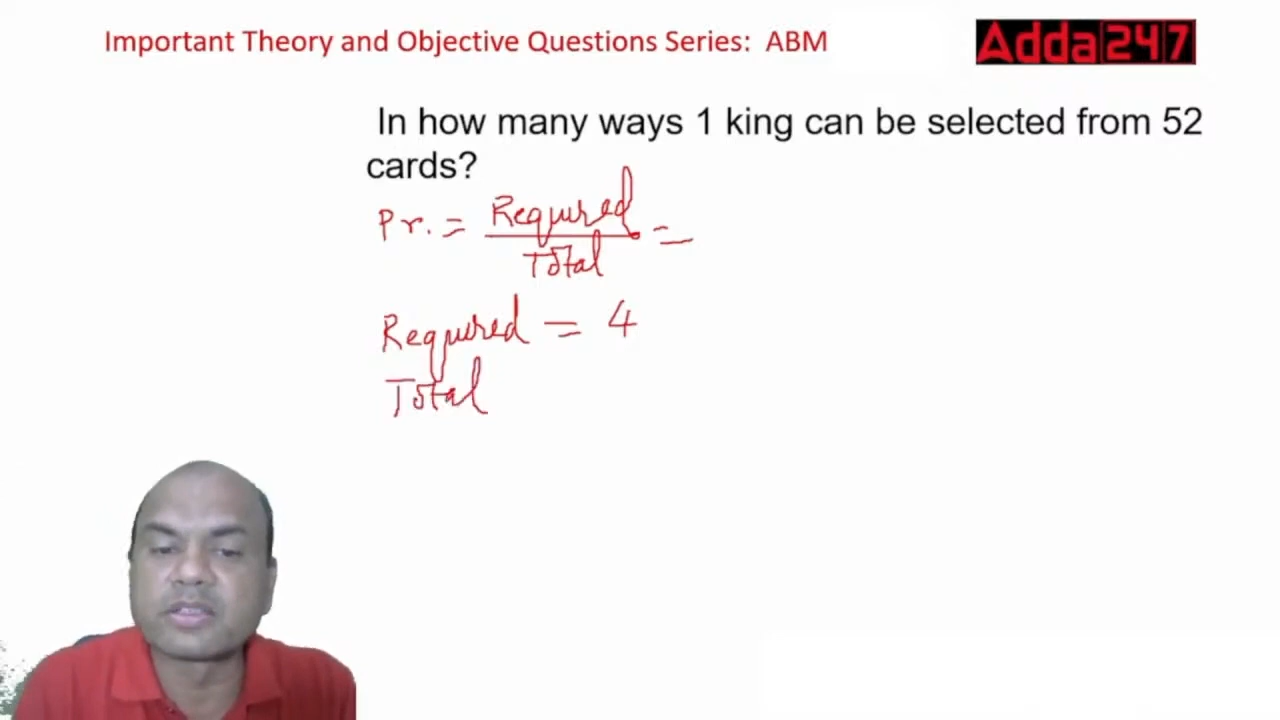 Important Theory and Objective Questions Series: ABM
Adda247
In how many ways 1 king can be selected from 52
cards?
Pr. = Required / Total =
Required = 4
Total